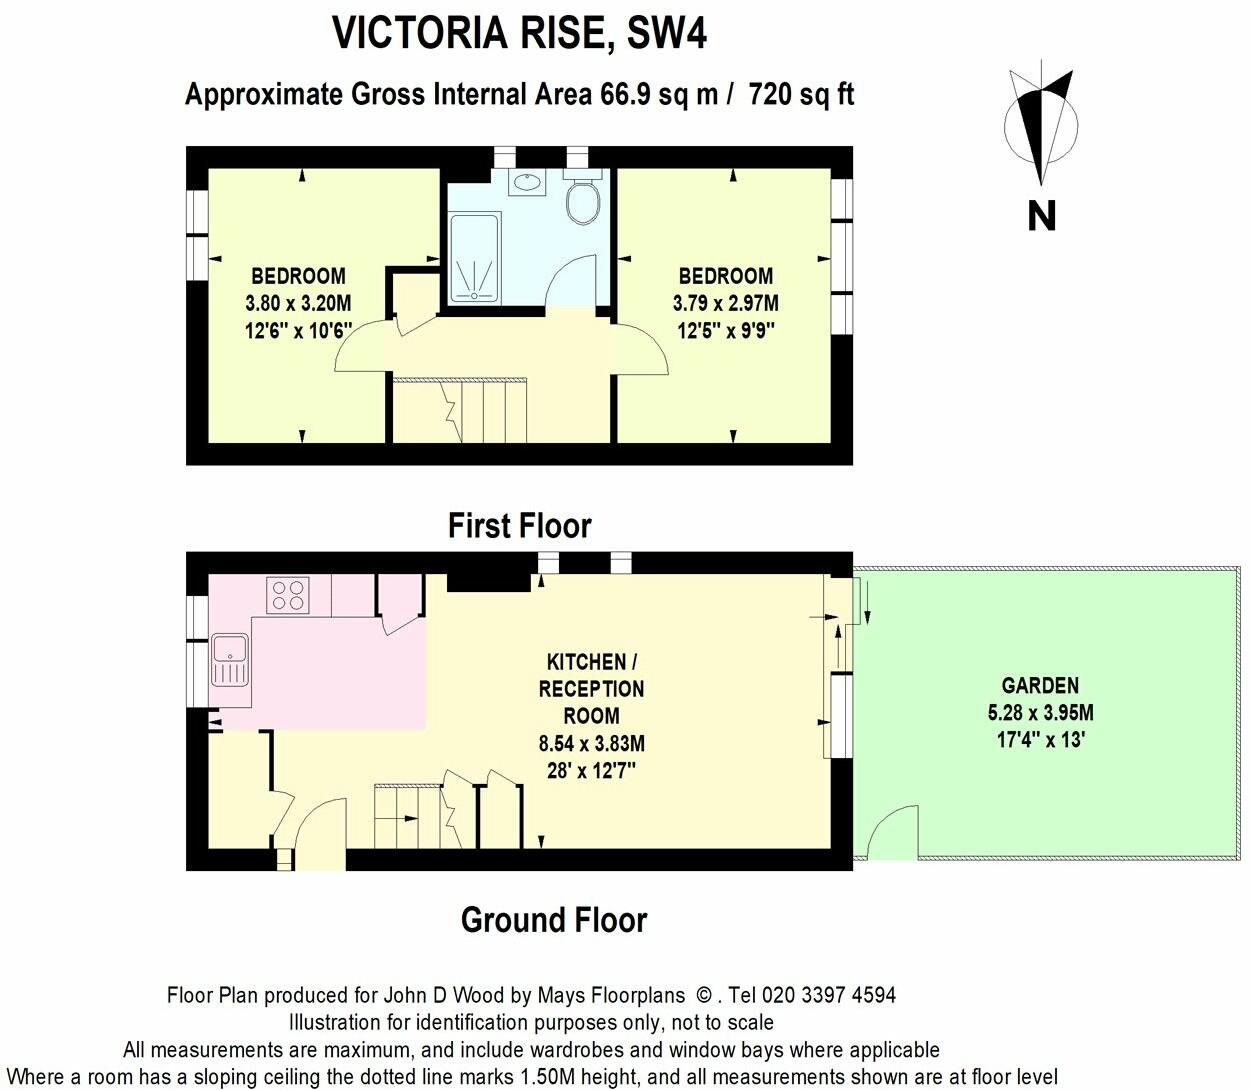 VICTORIA RISE, SW4
Approximate Gross Internal Area 66.9 sq m / 720 sq ft
N
BEDROOM
3.80 x 3.20M
12'6" x 10'6"
BEDROOM
3.79 x 2.97M
12'5" x 9'9"
First Floor
KITCHEN /
RECEPTION
ROOM
8.54 x 3.83M
28' x 12'7"
GARDEN
5.28 x 3.95M
17'4" x 13'
Ground Floor
Floor Plan produced for John D Wood by Mays Floorplans © . Tel 020 3397 4594
Illustration for identification purposes only, not to scale
All measurements are maximum, and include wardrobes and window bays where applicable
Where a room has a sloping ceiling the dotted line marks 1.50M height, and all measurements shown are at floor level